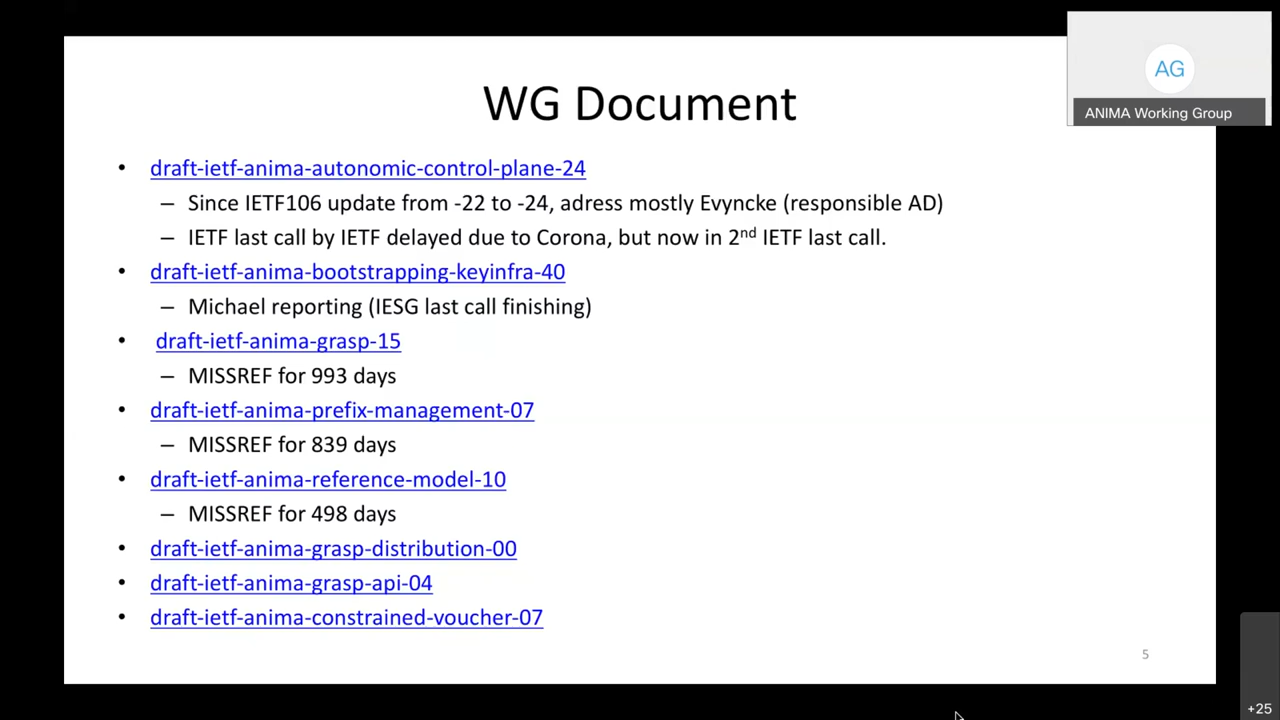 WG Document
AG
ANIMA Working Group
• draft-ietf-anima-autonomic-control-plane-24
– Since IETF106 update from -22 to -24, adress mostly Evyncke (responsible AD)
– IETF last call by IETF delayed due to Corona, but now in 2nd IETF last call.
• draft-ietf-anima-bootstrapping-keyinfra-40
– Michael reporting (IESG last call finishing)
• draft-ietf-anima-grasp-15
– MISSREF for 993 days
• draft-ietf-anima-prefix-management-07
– MISSREF for 839 days
• draft-ietf-anima-reference-model-10
– MISSREF for 498 days
• draft-ietf-anima-grasp-distribution-00
• draft-ietf-anima-grasp-api-04
• draft-ietf-anima-constrained-voucher-07
5
+25